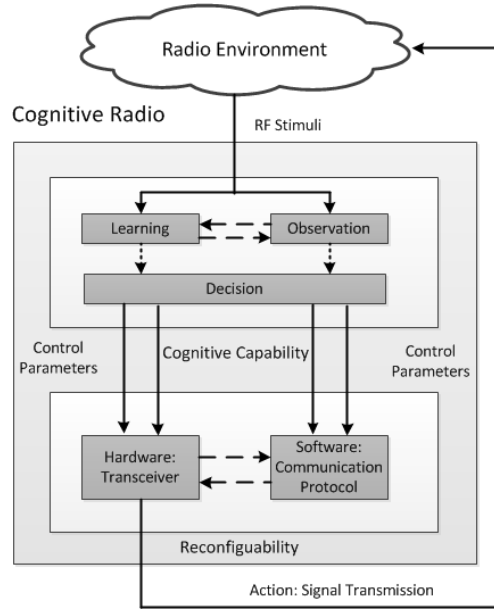 Radio Environment
Cognitive Radio
RF Stimuli
Learning
Observation
Decision
Control
Parameters
Cognitive Capability
Control
Parameters
Hardware:
Transceiver
Software:
Communication
Protocol
Reconfiguability
Action: Signal Transmission